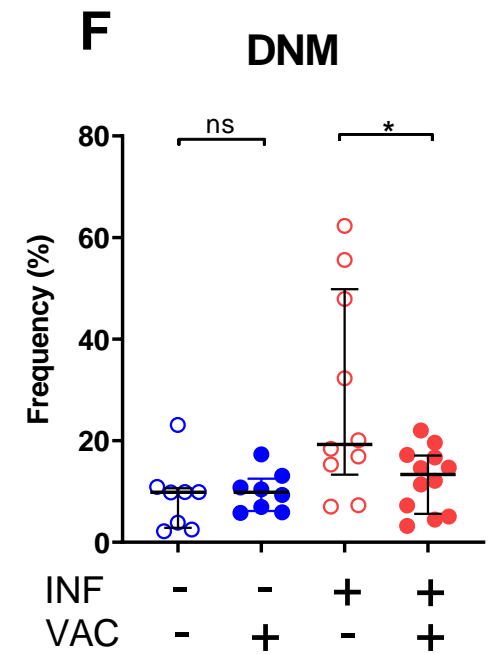 F
DNM
ns
*
80
60
40
20
0
Frequency (%)
INF - - + +
VAC - + - +